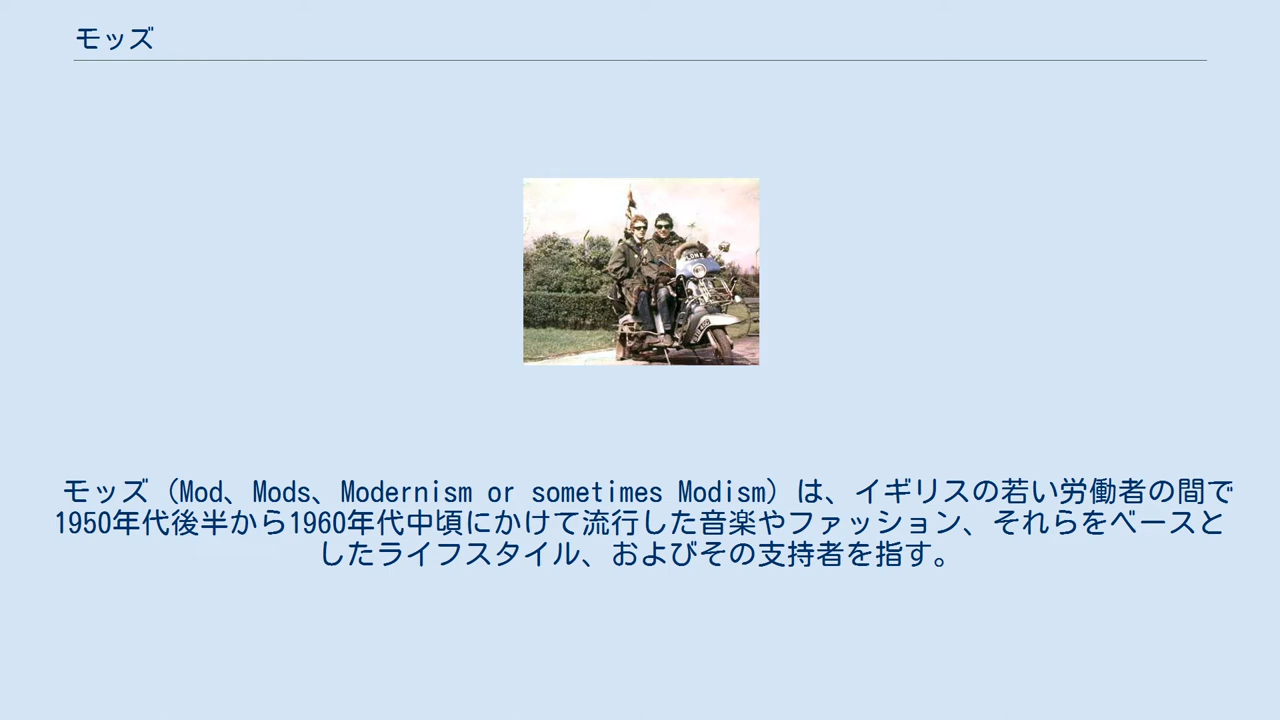 モッズ
モッズ（Mod、Mods、Modernism or sometimes Modism）は、イギリスの若い労働者の間で
1950年代後半から1960年代中頃にかけて流行した音楽やファッション、それらをベースと
したライフスタイル、およびその支持者を指す。